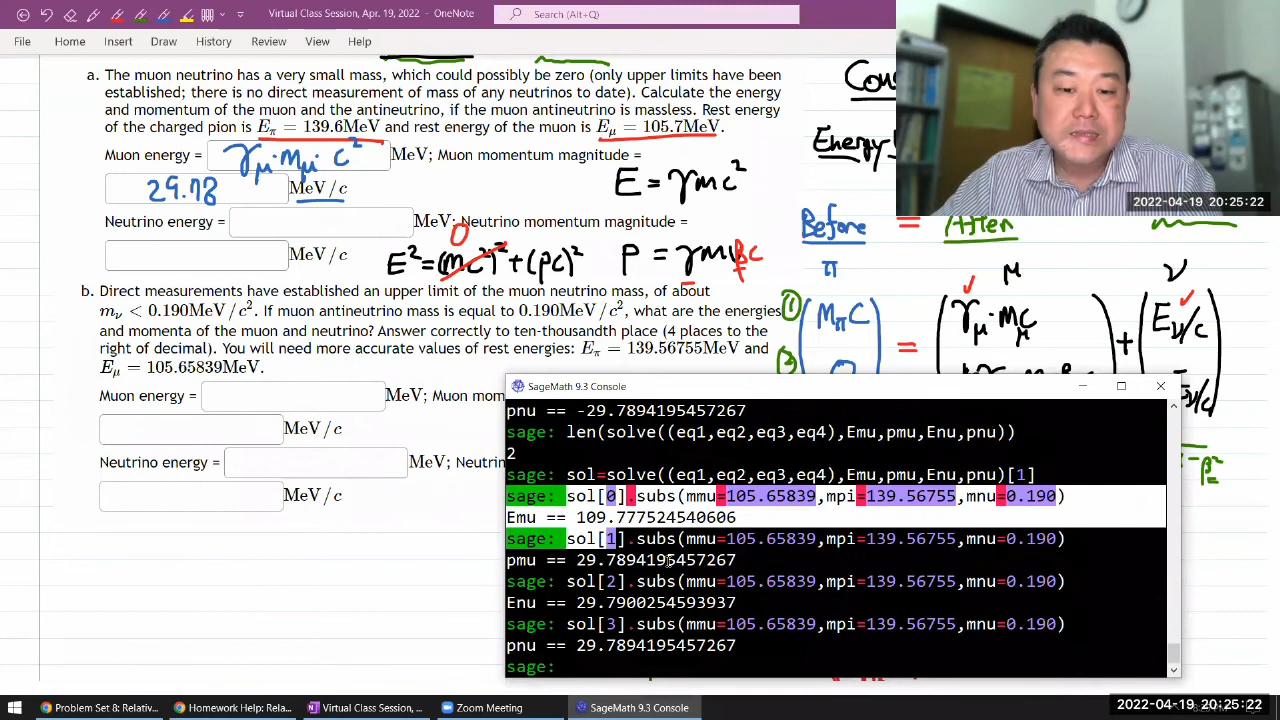 Virtual Class Session, Apr. 19, 2022 - OneNote
Search (Alt+Q)
File Home Insert Draw History Review View Help
a. The muon neutrino has a very small mass, which could possibly be zero (only upper limits have been
established; there is no direct measurement of mass of any neutrinos to date). Calculate the energy
and momentum of the muon and the antineutrino, if the muon antineutrino is massless. Rest energy
of the charged pion is Eπ = 139.6MeV and rest energy of the muon is Eμ = 105.7MeV.
Muon energy = γμ·mμ·c² MeV; Muon momentum magnitude =
29.78 MeV/c
E = γmc²
Neutrino energy = MeV; Neutrino momentum magnitude =
0
E² = (mc²)² + (pc)²
P = γmv βc
b. Direct measurements have established an upper limit of the muon neutrino mass, of about
mν < 0.190MeV/c². If muon antineutrino mass is equal to 0.190MeV/c², what are the energies
and momenta of the muon and neutrino? Answer correctly to ten-thousandth place (4 places to the
right of decimal). You will need more accurate values of rest energies: Eπ = 139.56755MeV and
Eμ = 105.65839MeV.
Muon energy = MeV; Muon mom
MeV/c
Neutrino energy = MeV; Neutri
MeV/c
Energy
Before = After
π μ ν
① MπC = γμ·mμc + Eν/c
②
Eν/c
SageMath 9.3 Console
pnu == -29.7894195457267
sage: len(solve((eq1,eq2,eq3,eq4),Emu,pmu,Enu,pnu))
2
sage: sol=solve((eq1,eq2,eq3,eq4),Emu,pmu,Enu,pnu)[1]
sage: sol[0].subs(mmu=105.65839,mpi=139.56755,mnu=0.190)
Emu == 109.777524540606
sage: sol[1].subs(mmu=105.65839,mpi=139.56755,mnu=0.190)
pmu == 29.7894195457267
sage: sol[2].subs(mmu=105.65839,mpi=139.56755,mnu=0.190)
Enu == 29.7900254593937
sage: sol[3].subs(mmu=105.65839,mpi=139.56755,mnu=0.190)
pnu == 29.7894195457267
sage:
2022-04-19 20:25:22
Problem Set & Relativ...
Homework Help: Rela...
Virtual Class Session, ...
Zoom Meeting
SageMath 9.3 Console
2022-04-19 20:25:22